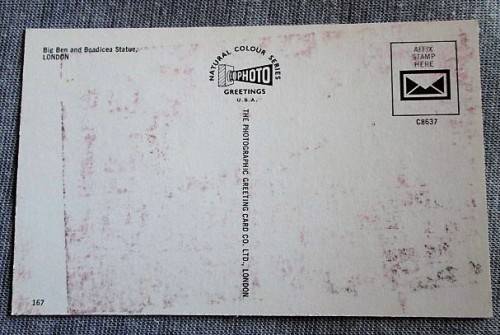 Big Ben and Boadicea Statue,
LONDON
NATURAL COLOUR SERIES
PHOTO
GREETINGS
U.S.A.
AFFIX
STAMP
HERE
C8637
THE PHOTOGRAPHIC GREETING CARD CO. LTD., LONDON.
167